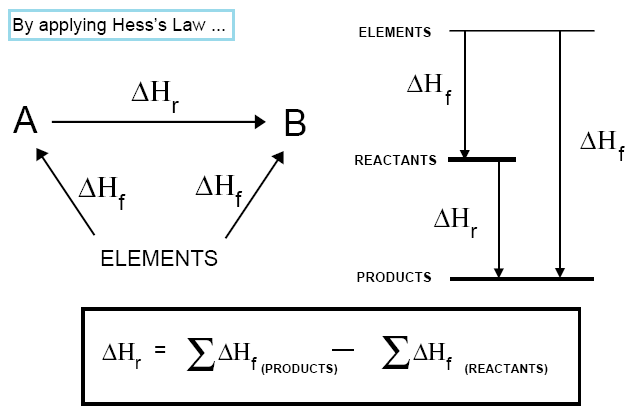 By applying Hess's Law ...
A
ΔHr
B
ΔHf
ΔHf
ELEMENTS
ELEMENTS
ΔHf
ΔHf
REACTANTS
ΔHr
PRODUCTS
ΔHr = ∑ΔHf (PRODUCTS) — ∑ΔHf (REACTANTS)